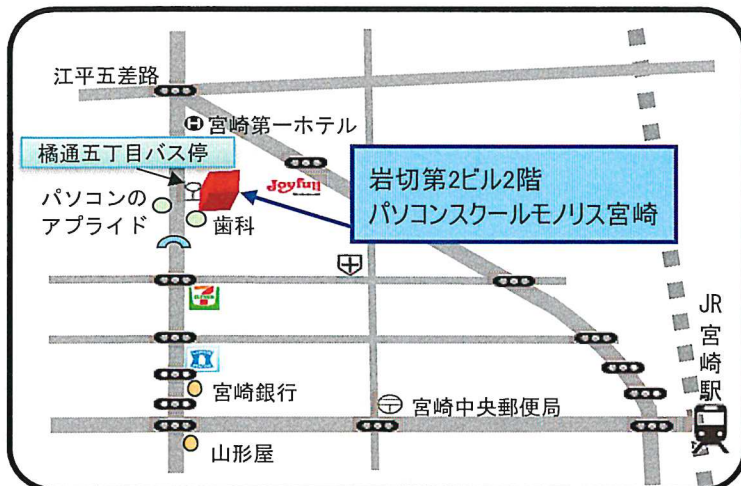 江平五差路
H
宮崎第一ホテル
橘通五丁目バス停
Joyfull
岩切第2ビル2階
パソコンスクールモノリス宮崎
パソコンの
アプライド
歯科
JR宮崎駅
宮崎銀行
宮崎中央郵便局
山形屋